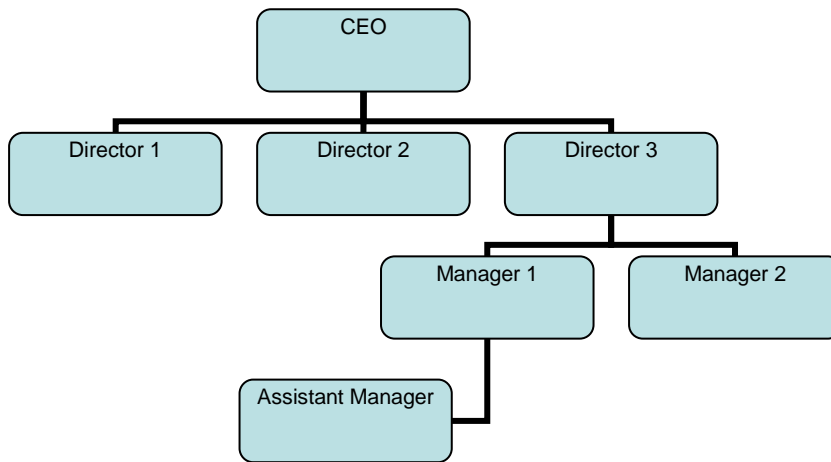 CEO
Director 1
Director 2
Director 3
Manager 1
Manager 2
Assistant Manager